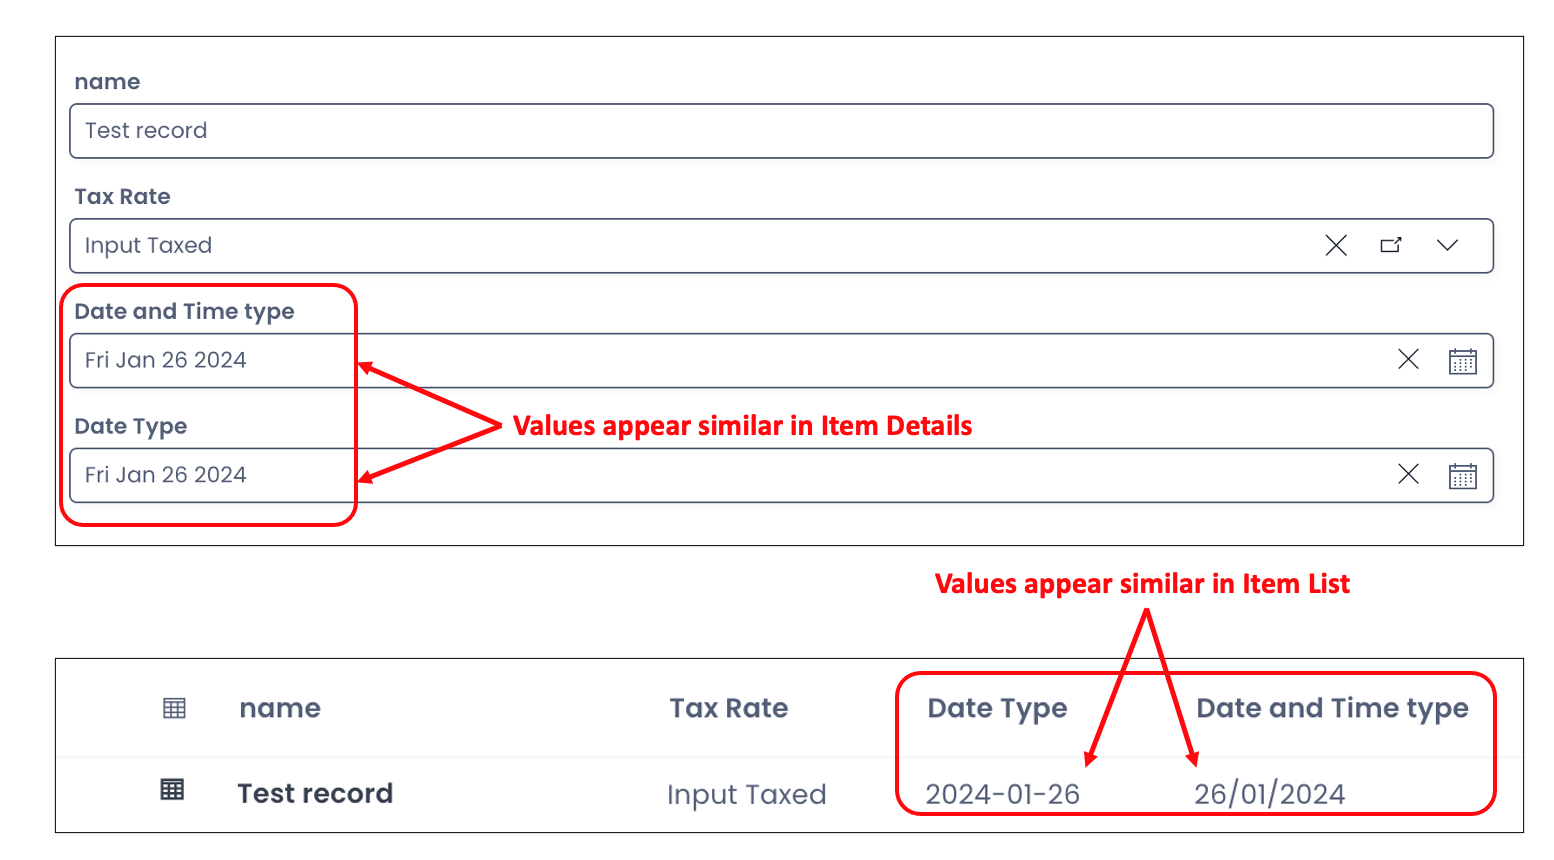 name
Test record
Tax Rate
Input Taxed
Date and Time type
Fri Jan 26 2024
Values appear similar in Item Details
Date Type
Fri Jan 26 2024
Values appear similar in Item List
name Tax Rate Date Type Date and Time type
Test record Input Taxed 2024-01-26 26/01/2024